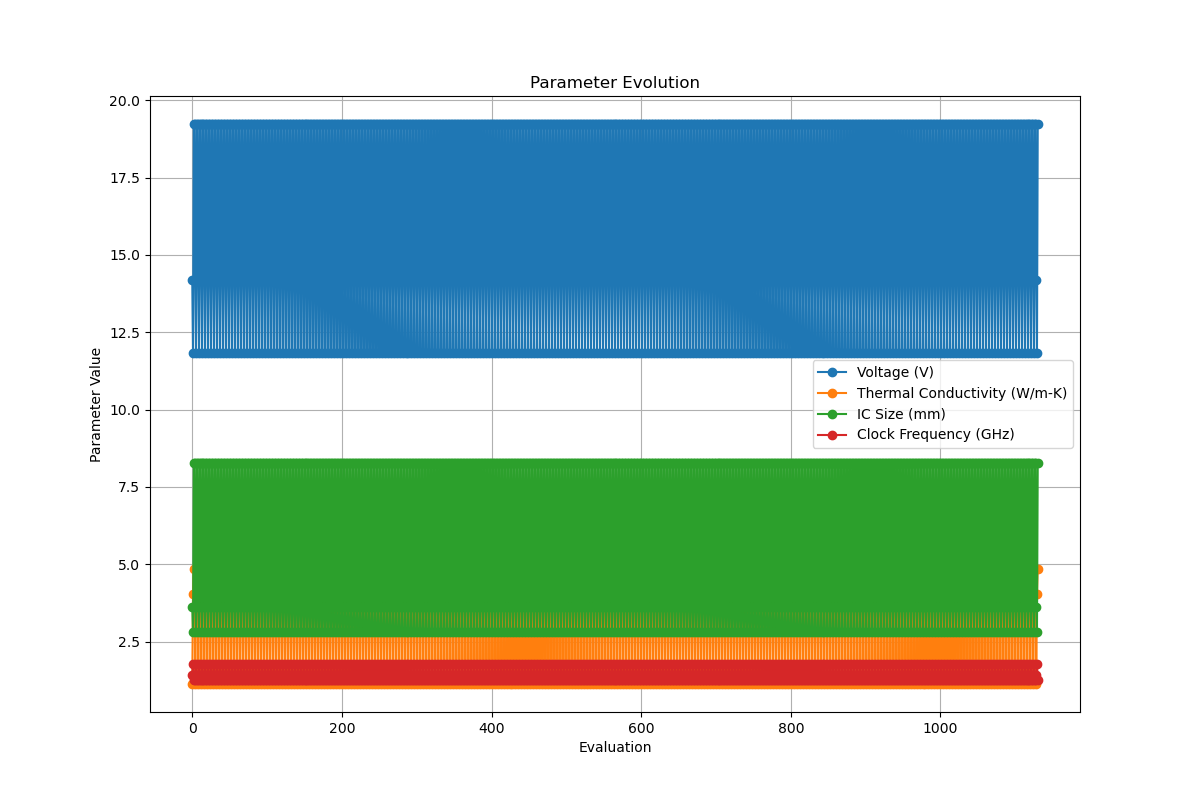 Parameter Evolution
Parameter Value
20.0
17.5
15.0
12.5
10.0
7.5
5.0
2.5
Voltage (V)
Thermal Conductivity (W/m-K)
IC Size (mm)
Clock Frequency (GHz)
0 200 400 600 800 1000
Evaluation